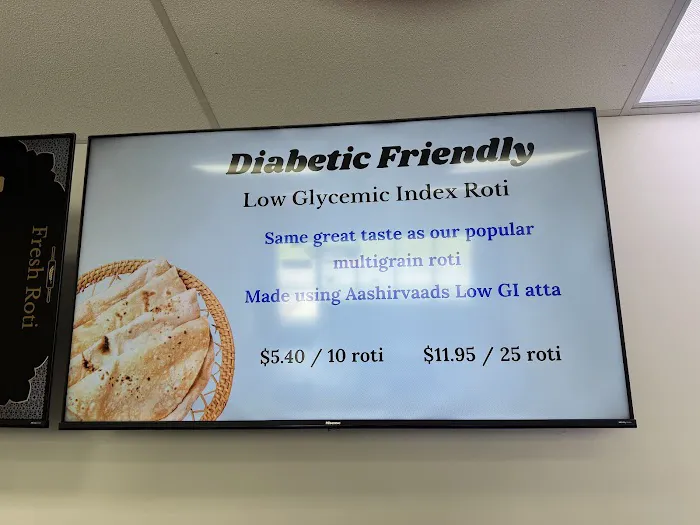 Diabetic Friendly
Low Glycemic Index Roti
Same great taste as our popular
multigrain roti
Made using Aashirvaads Low GI atta
$5.40 / 10 roti
$11.95 / 25 roti
Fresh Roti
Hisense